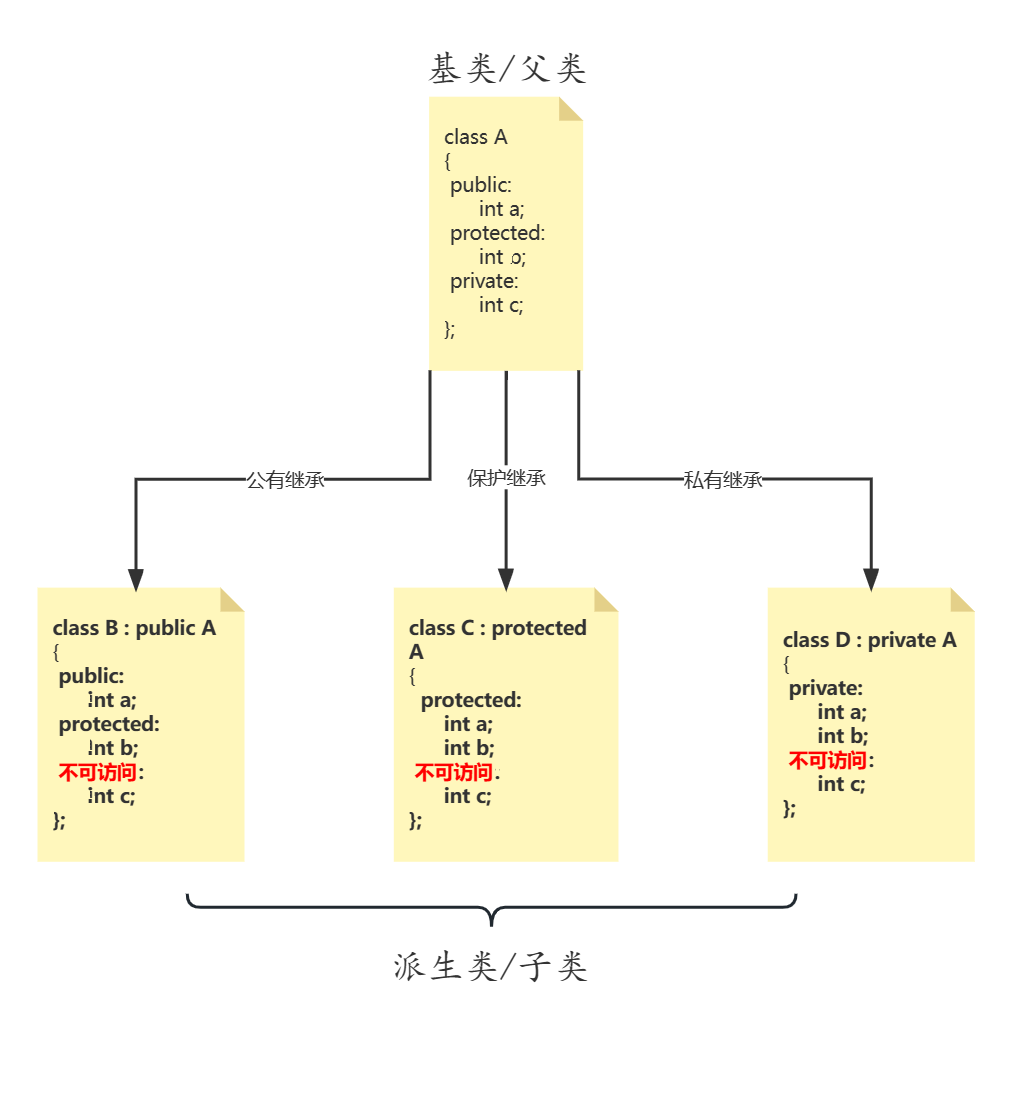 基类/父类
class A
{
public:
int a;
protected:
int b;
private:
int c;
};
公有继承
保护继承
私有继承
class B : public A
{
public:
int a;
protected:
int b;
不可访问:
int c;
};
class C : protected
A
{
protected:
int a;
int b;
不可访问:
int c;
};
class D : private A
{
private:
int a;
int b;
不可访问:
int c;
};
派生类/子类